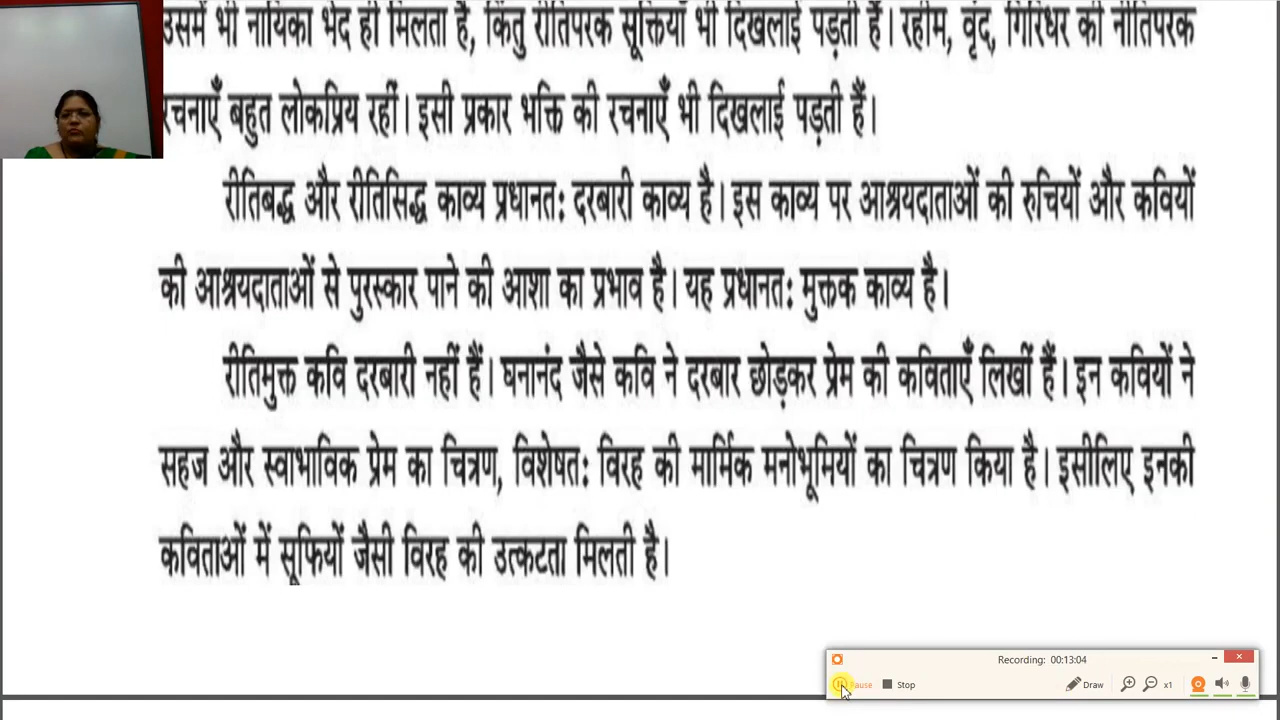 उसमें भी नायिका भेद ही मिलता है, किंतु रीतिपरक सूक्तियाँ भी दिखलाई पड़ती हैं। रहीम, वृंद, गिरिधर की नीतिपरक
रचनाएँ बहुत लोकप्रिय रहीं। इसी प्रकार भक्ति की रचनाएँ भी दिखलाई पड़ती हैं।
रीतिबद्ध और रीतिसिद्ध काव्य प्रधानतः दरबारी काव्य है। इस काव्य पर आश्रयदाताओं की रुचियों और कवियों
की आश्रयदाताओं से पुरस्कार पाने की आशा का प्रभाव है। यह प्रधानतः मुक्तक काव्य है।
रीतिमुक्त कवि दरबारी नहीं हैं। घनानंद जैसे कवि ने दरबार छोड़कर प्रेम की कविताएँ लिखीं हैं। इन कवियों ने
सहज और स्वाभाविक प्रेम का चित्रण, विशेषतः विरह की मार्मिक मनोभूमियों का चित्रण किया है। इसीलिए इनकी
कविताओं में सूफियों जैसी विरह की उत्कटता मिलती है।
Recording: 00:13:04
Pause Stop Draw x1